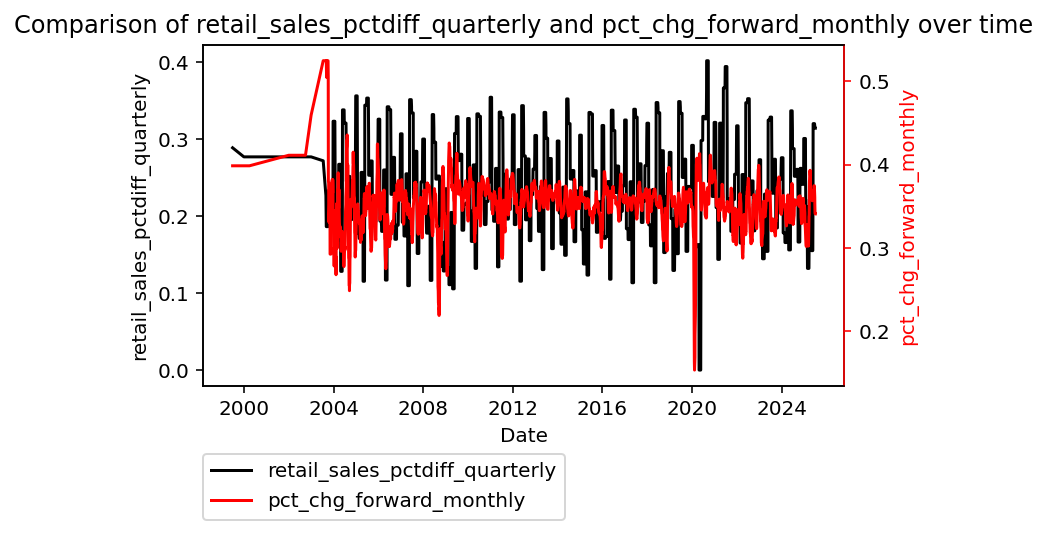 Comparison of retail_sales_pctdiff_quarterly and pct_chg_forward_monthly over time
retail_sales_pctdiff_quarterly
0.4
0.3
0.2
0.1
0.0
pct_chg_forward_monthly
0.5
0.4
0.3
0.2
2000 2004 2008 2012 2016 2020 2024
Date
retail_sales_pctdiff_quarterly
pct_chg_forward_monthly